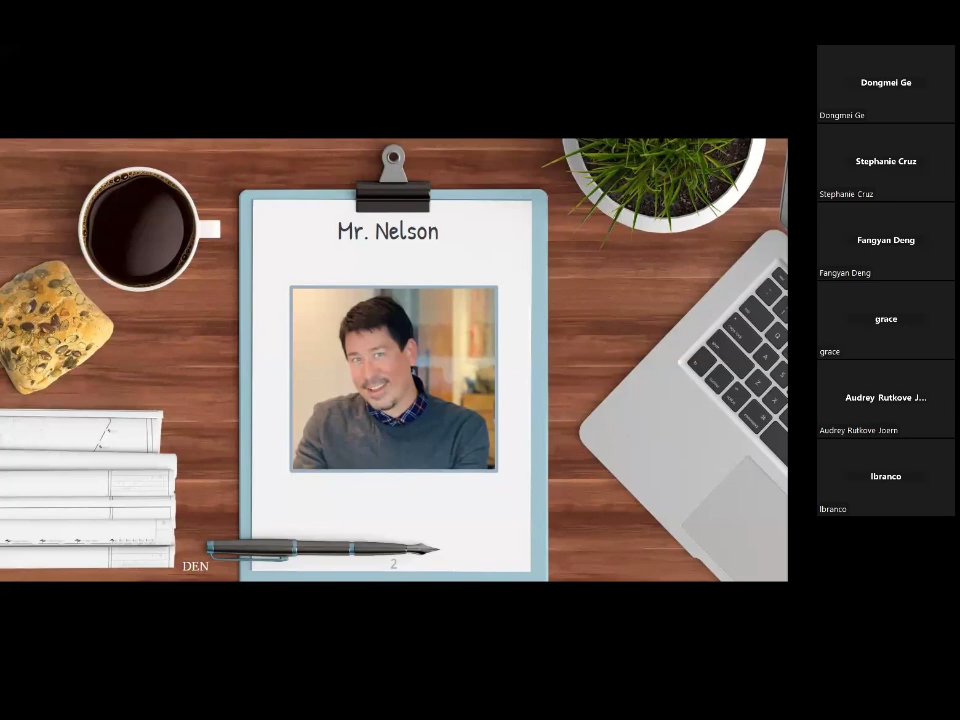 Mr. Nelson
DEN
2
Dongmei Ge
Dongmei Ge
Stephanie Cruz
Stephanie Cruz
Fangyan Deng
Fangyan Deng
grace
grace
Audrey Rutkove J...
Audrey Rutkove Joern
lbranco
lbranco